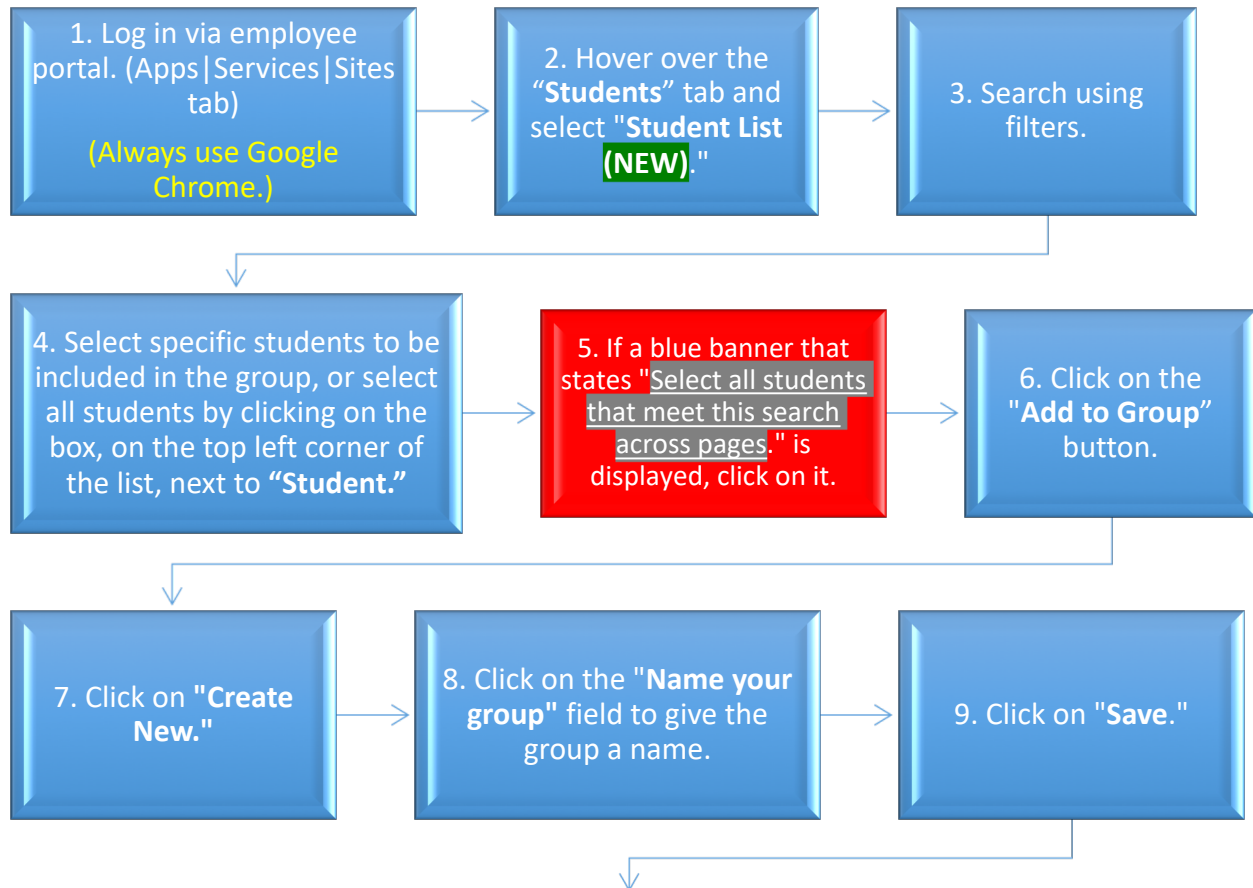 1. Log in via employee
portal. (Apps|Services|Sites
tab)
(Always use Google
Chrome.)
2. Hover over the
“Students” tab and
select "Student List
(NEW)."
3. Search using
filters.
4. Select specific students to be
included in the group, or select
all students by clicking on the
box, on the top left corner of
the list, next to “Student.”
5. If a blue banner that
states "Select all students
that meet this search
across pages." is
displayed, click on it.
6. Click on the
"Add to Group”
button.
7. Click on "Create
New."
8. Click on the "Name your
group" field to give the
group a name.
9. Click on "Save."